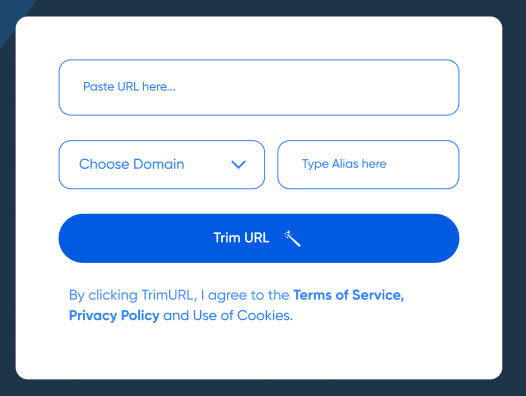 Paste URL here...
Choose Domain
Type Alias here
Trim URL
By clicking TrimURL, I agree to the Terms of Service,
Privacy Policy and Use of Cookies.